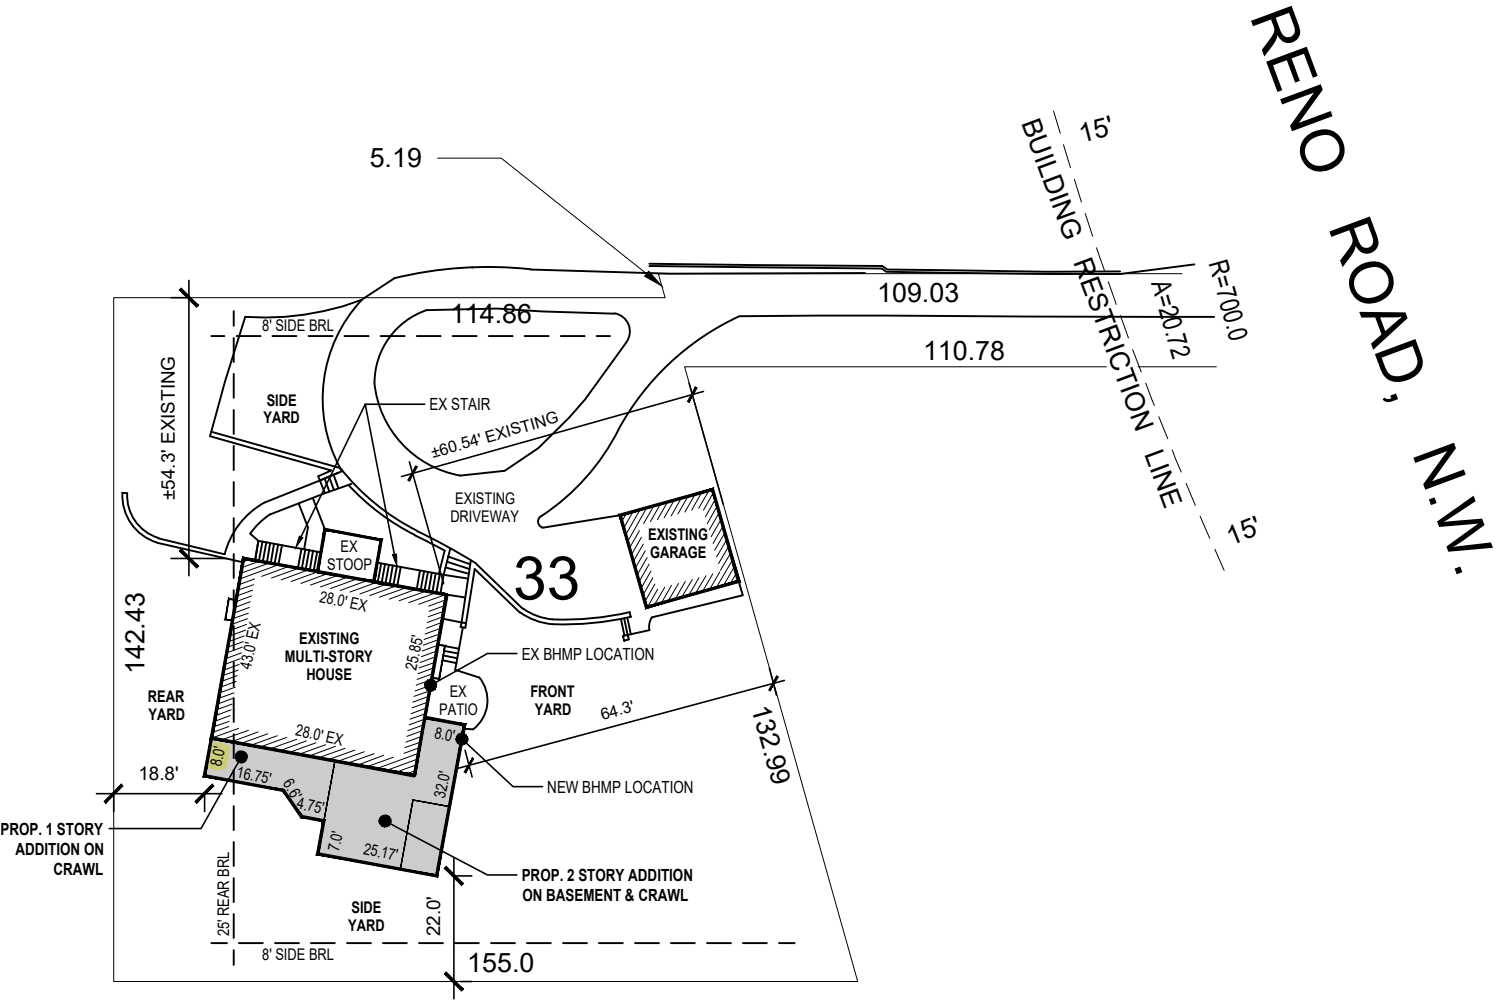 RENO ROAD, N.W.
15'
BUILDING RESTRICTION LINE
15'
5.19
109.03
R=700.0
A=20.72
114.86
110.78
8' SIDE BRL
SIDE
YARD
EX STAIR
±60.54' EXISTING
±54.3' EXISTING
EXISTING
DRIVEWAY
EXISTING
GARAGE
EX
STOOP
33
28.0' EX
142.43
43.0' EX
EXISTING
MULTI-STORY
HOUSE
25.85'
EX BHMP LOCATION
REAR
YARD
EX
PATIO
FRONT
YARD
64.3'
132.99
28.0' EX
8.0'
8.0'
16.75'
6.6'
4.75'
32.0'
18.8'
NEW BHMP LOCATION
PROP. 1 STORY
ADDITION ON
CRAWL
7.0'
25.17'
PROP. 2 STORY ADDITION
ON BASEMENT & CRAWL
25' REAR BRL
SIDE
YARD
22.0'
8' SIDE BRL
155.0